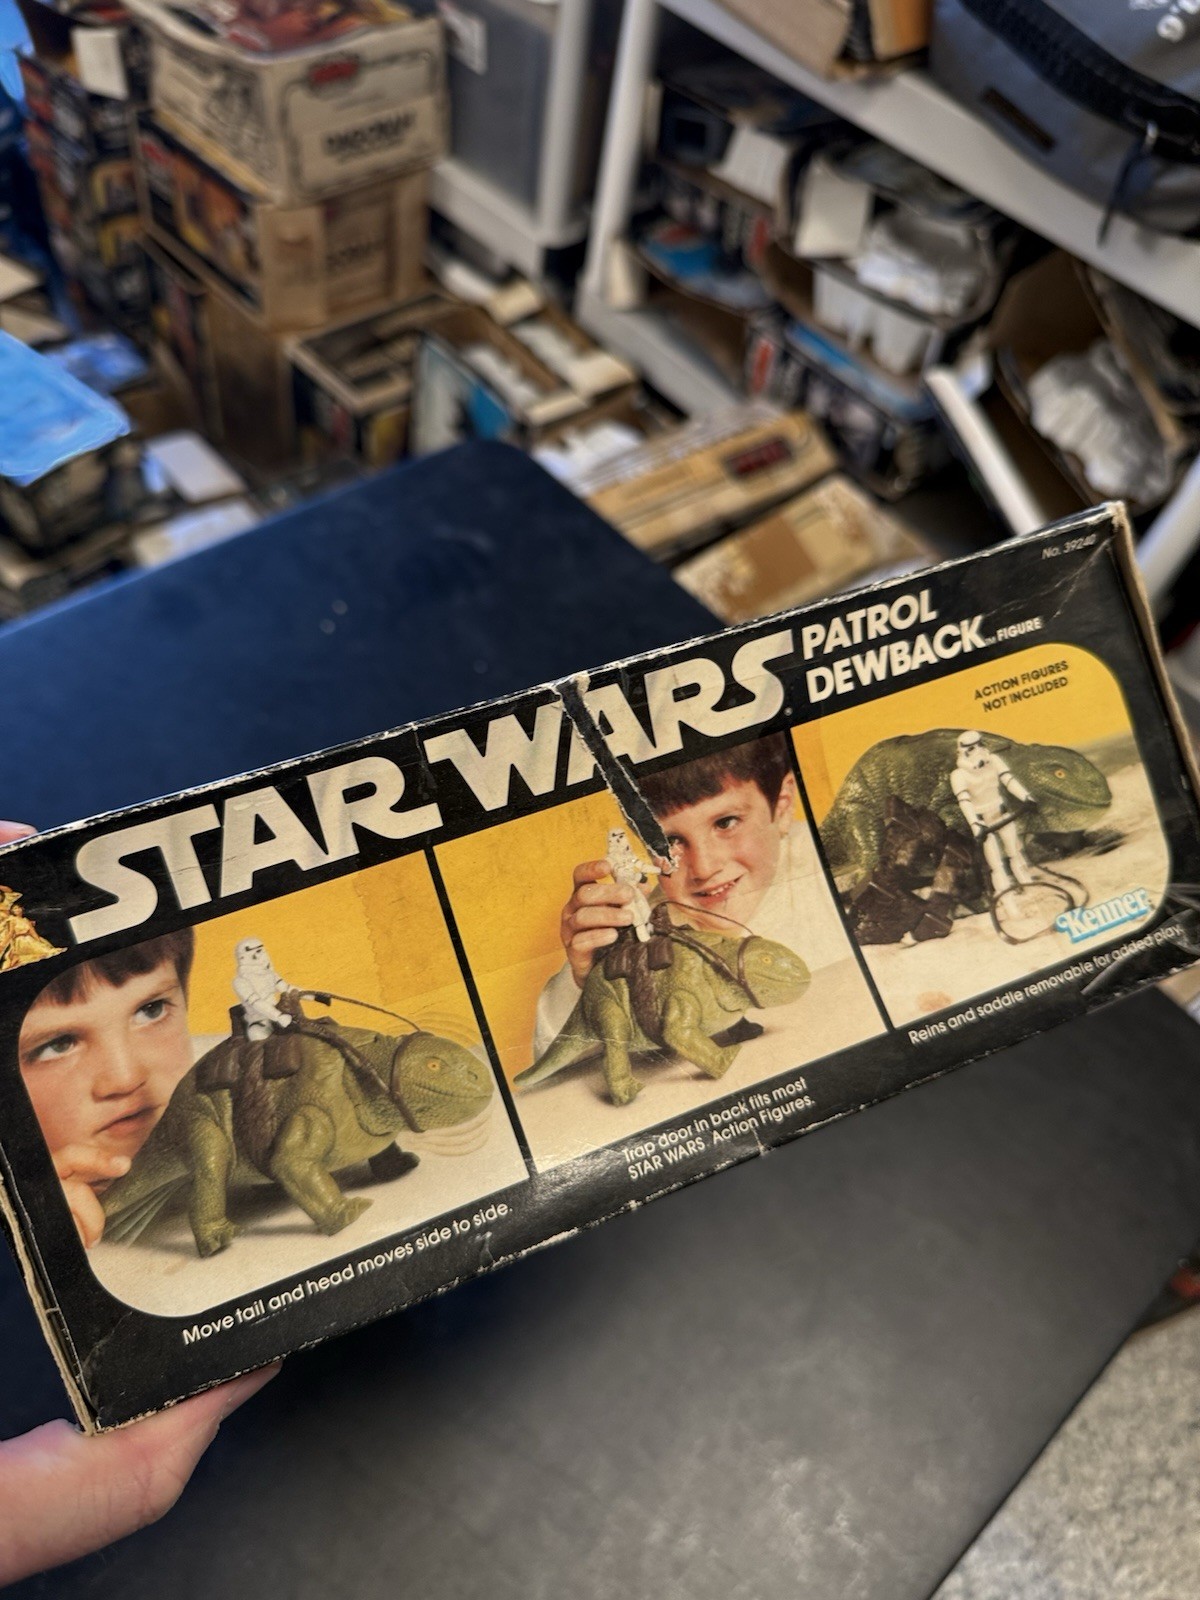 No. 39240
STAR WARS
PATROL
DEWBACK™ FIGURE
ACTION FIGURES
NOT INCLUDED
Kenner
Move tail and head moves side to side.
Trap door in back fits most
STAR WARS Action Figures.
Reins and saddle removable for added play.